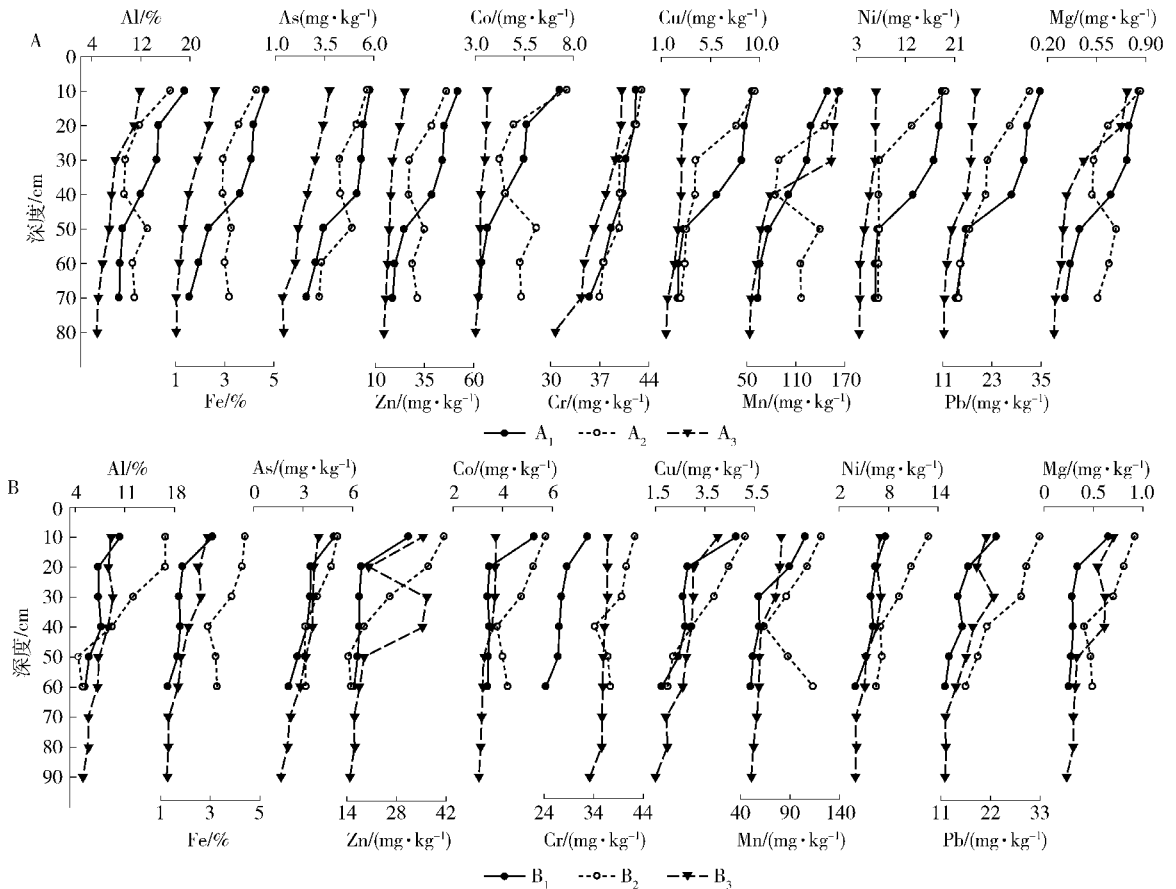 Al/% As(mg·kg⁻¹) Co/(mg·kg⁻¹) Cu/(mg·kg⁻¹) Ni/(mg·kg⁻¹) Mg/(mg·kg⁻¹)
A 4 12 20 1.0 3.5 6.0 3.0 5.5 8.0 1.0 5.5 10.0 3 12 21 0.20 0.55 0.90
0
10
20
30
40
50
60
70
80
深度/cm
1 3 5 10 35 60 30 37 44 50 110 170 11 23 35
Fe/% Zn/(mg·kg⁻¹) Cr/(mg·kg⁻¹) Mn/(mg·kg⁻¹) Pb/(mg·kg⁻¹)
A₁ A₂ A₃
Al/% As/(mg·kg⁻¹) Co/(mg·kg⁻¹) Cu/(mg·kg⁻¹) Ni/(mg·kg⁻¹) Mg/(mg·kg⁻¹)
B 4 11 18 0 3 6 2 4 6 1.5 3.5 5.5 2 8 14 0 0.5 1.0
0
10
20
30
40
50
60
70
80
90
深度/cm
1 3 5 14 28 42 24 34 44 40 90 140 11 22 33
Fe/% Zn/(mg·kg⁻¹) Cr/(mg·kg⁻¹) Mn/(mg·kg⁻¹) Pb/(mg·kg⁻¹)
B₁ B₂ B₃